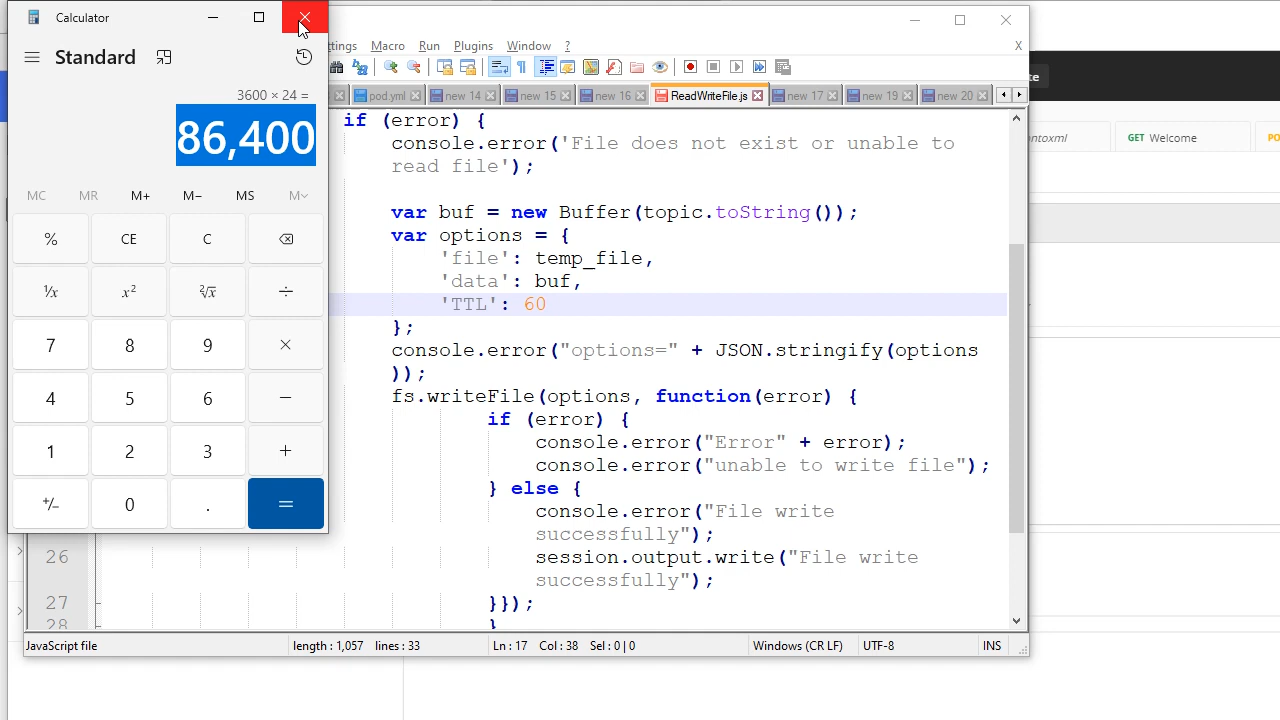 Calculator
Standard
3600 × 24 =
86,400
MC MR M+ M− MS M
% CE C
¹/x x² ²√x ÷
7 8 9 ×
4 5 6 −
1 2 3 +
+/− 0 . =
tings Macro Run Plugins Window ? X
pod.yml new 14 new 15 new 16 ReadWriteFile.js new 17 new 19 new 20
if (error) {
console.error('File does not exist or unable to
read file');
var buf = new Buffer(topic.toString());
var options = {
'file': temp_file,
'data': buf,
'TTL': 60
};
console.error("options=" + JSON.stringify(options
));
fs.writeFile(options, function(error) {
if (error) {
console.error("Error" + error);
console.error("unable to write file");
} else {
console.error("File write
successfully");
session.output.write("File write
successfully");
}});
}
26
27
28
JavaScript file length : 1,057 lines : 33 Ln : 17 Col : 38 Sel : 0 | 0 Windows (CR LF) UTF-8 INS
te
ntoxml GET Welcome PO